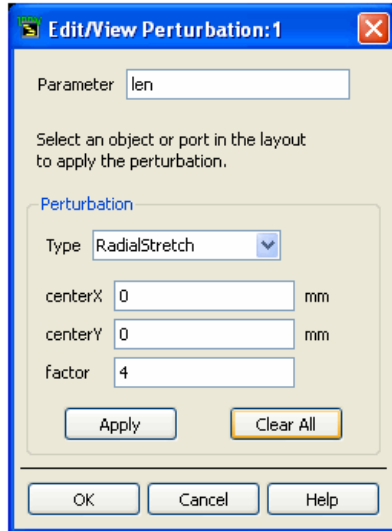 Edit/View Perturbation:1
Parameter len
Select an object or port in the layout
to apply the perturbation.
Perturbation
Type RadialStretch
centerX 0 mm
centerY 0 mm
factor 4
Apply Clear All
OK Cancel Help